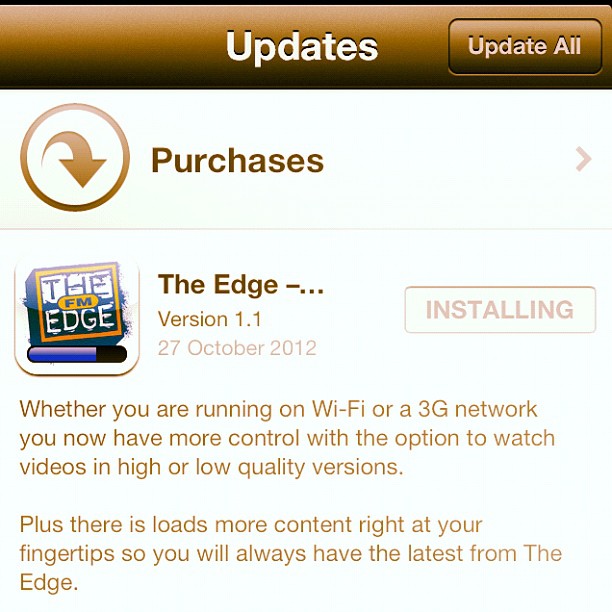 Updates
Update All
Purchases
THE
FM
EDGE
The Edge –...
Version 1.1
27 October 2012
INSTALLING
Whether you are running on Wi-Fi or a 3G network
you now have more control with the option to watch
videos in high or low quality versions.
Plus there is loads more content right at your
fingertips so you will always have the latest from The
Edge.